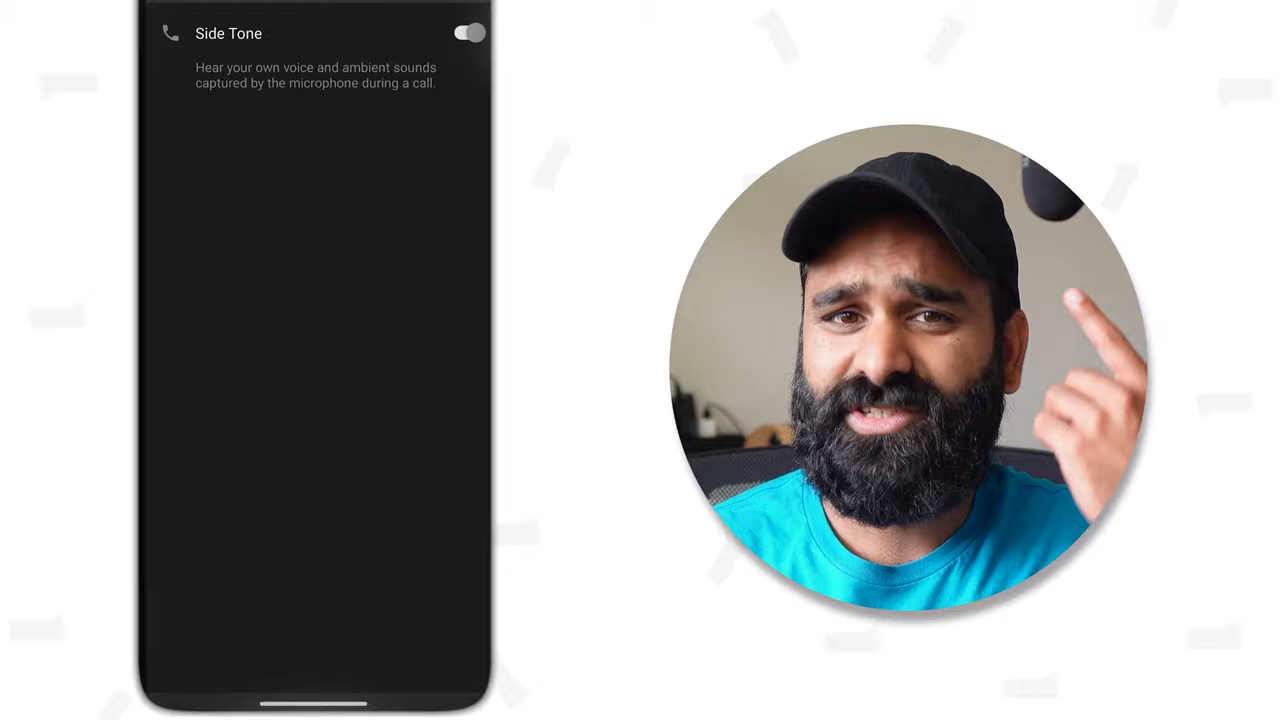 Side Tone
Hear your own voice and ambient sounds
captured by the microphone during a call.